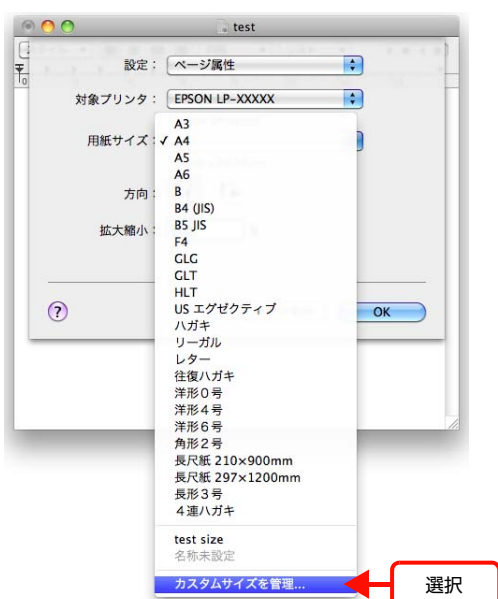 test
設定： ページ属性
対象プリンタ： EPSON LP-XXXXX
用紙サイズ：
A3
✓ A4
A5
A6
方向：
B
B4 (JIS)
拡大縮小：
B5 JIS
F4
GLG
GLT
HLT
US エグゼクティブ
?
OK
ハガキ
リーガル
レター
往復ハガキ
洋形０号
洋形４号
洋形６号
角形２号
長尺紙 210×900mm
長尺紙 297×1200mm
長形３号
４連ハガキ
test size
名称未設定
カスタムサイズを管理...
選択